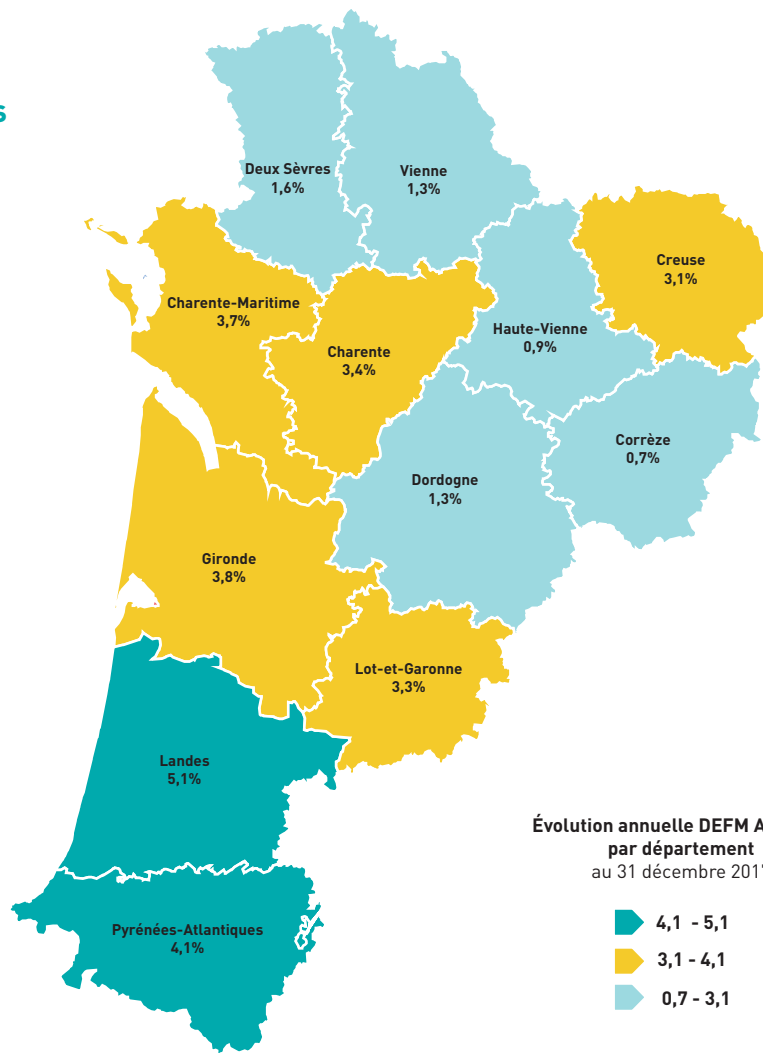 s
Deux Sèvres
1,6%
Vienne
1,3%
Creuse
3,1%
Charente-Maritime
3,7%
Haute-Vienne
0,9%
Charente
3,4%
Corrèze
0,7%
Dordogne
1,3%
Gironde
3,8%
Lot-et-Garonne
3,3%
Landes
5,1%
Pyrénées-Atlantiques
4,1%
Évolution annuelle DEFM A
par département
au 31 décembre 201
4,1 - 5,1
3,1 - 4,1
0,7 - 3,1